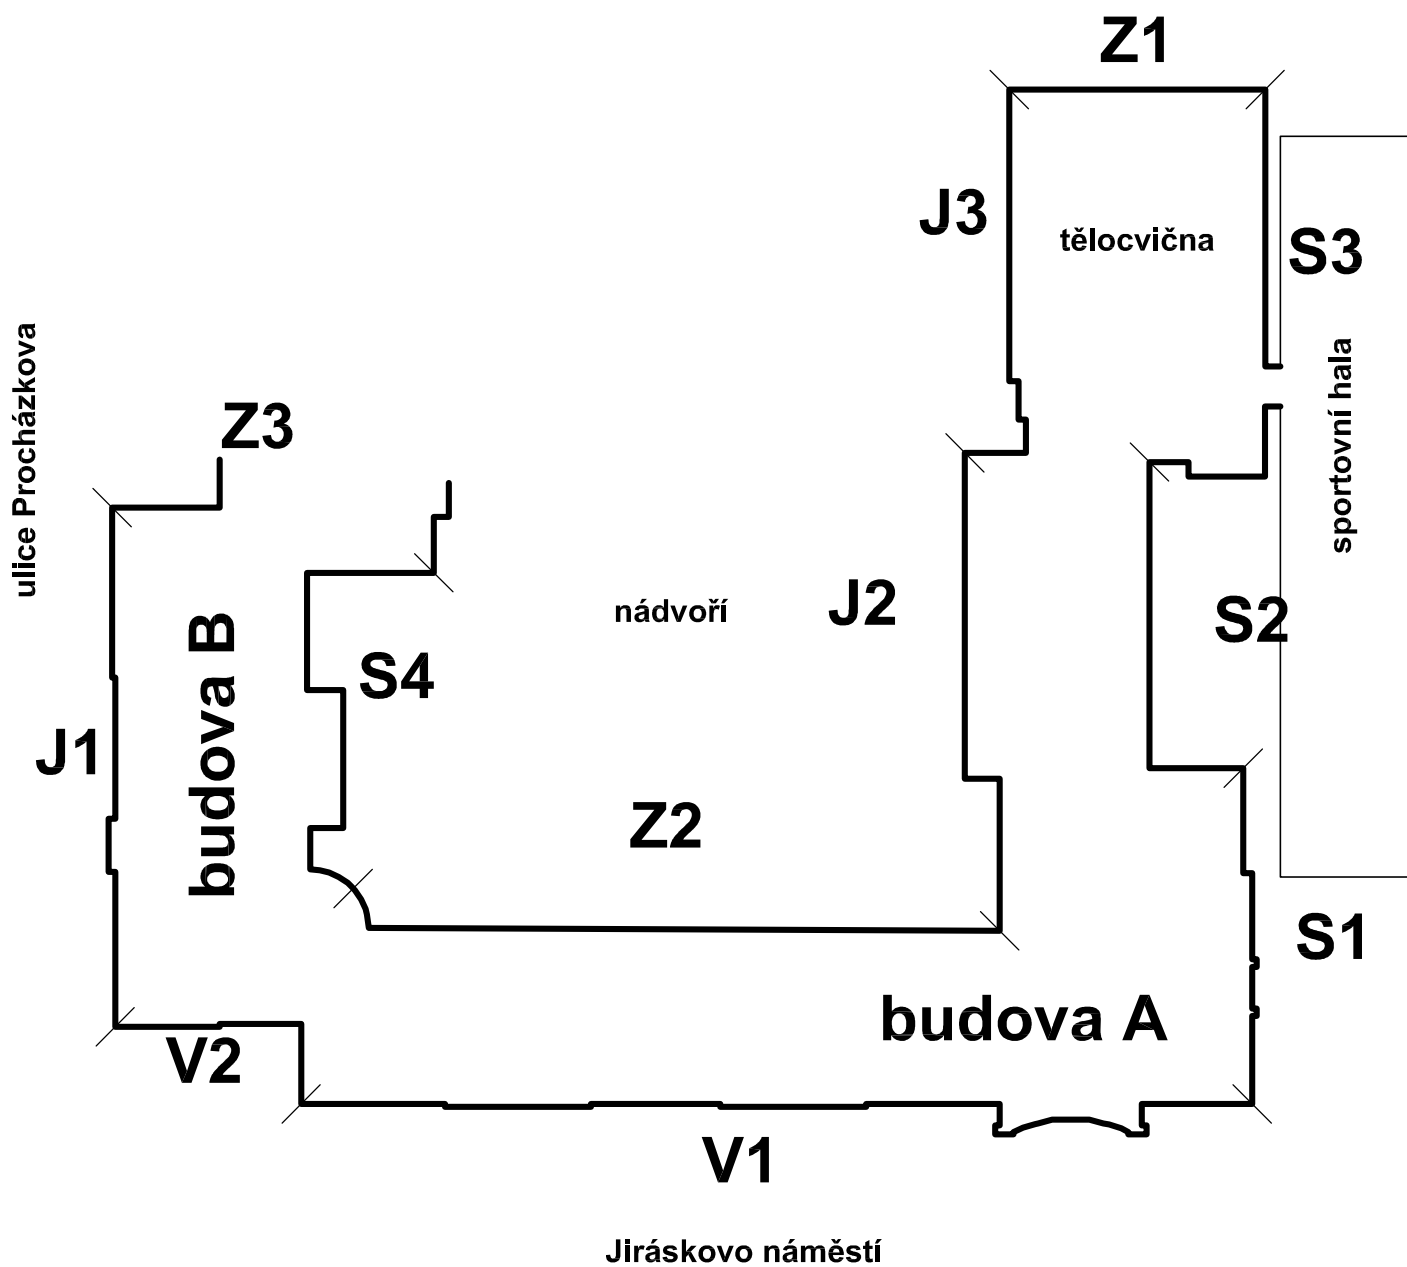 Z1
J3
tělocvična
S3
ulice Procházkova
sportovní hala
Z3
nádvoří
J2
S2
budova B
S4
J1
Z2
S1
budova A
V2
V1
Jiráskovo náměstí